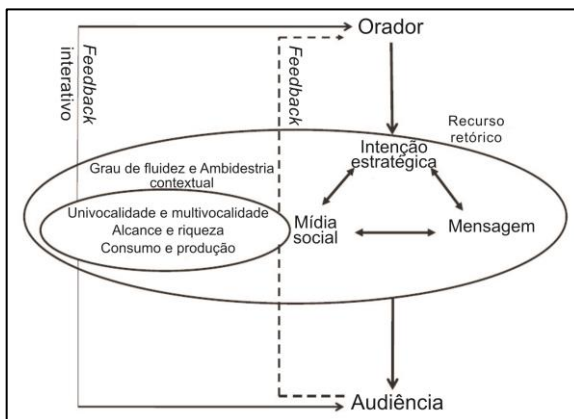 Orador
Feedback
interativo
Feedback
Recurso
retórico
Intenção
estratégica
Grau de fluidez e Ambidestria
contextual
Univocalidade e multivocalidade
Alcance e riqueza
Consumo e produção
Mídia
social
Mensagem
Audiência